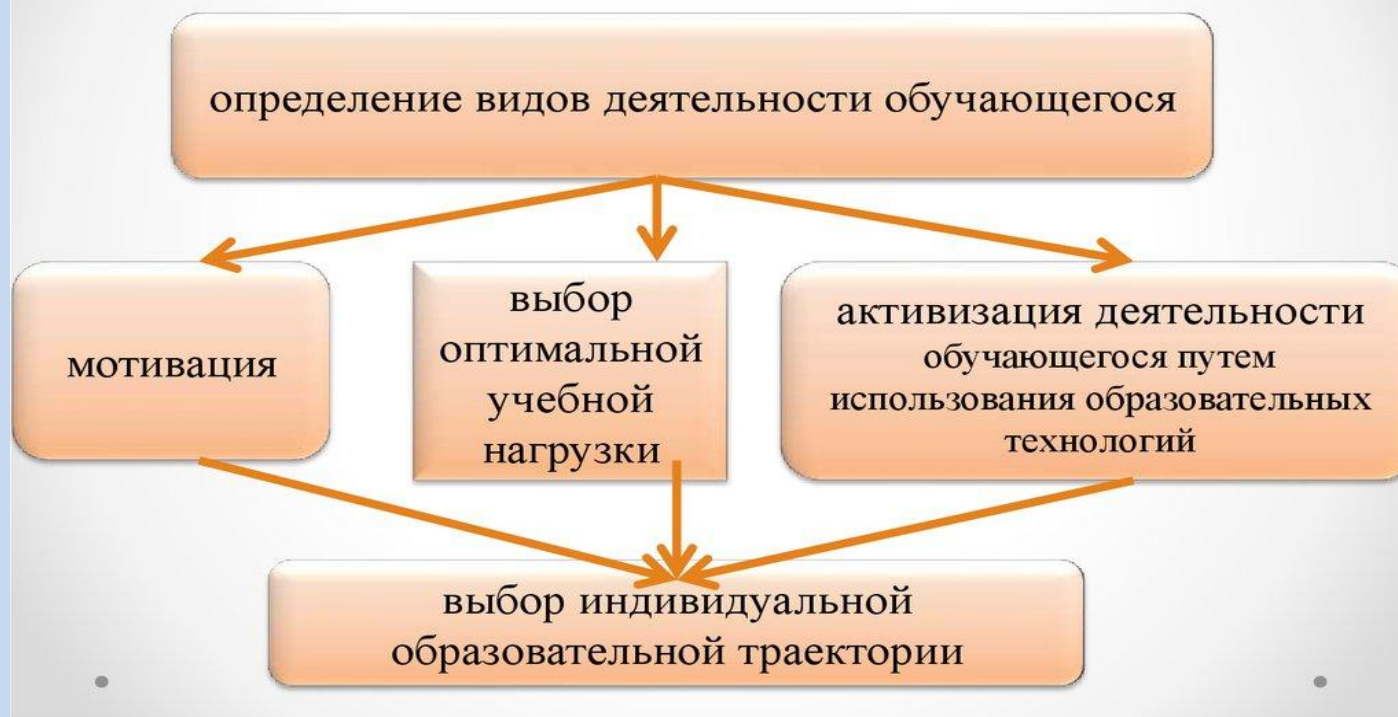 определение видов деятельности обучающегося
мотивация
выбор
оптимальной
учебной
нагрузки
активизация деятельности
обучающегося путем
использования образовательных
технологий
выбор индивидуальной
образовательной траектории